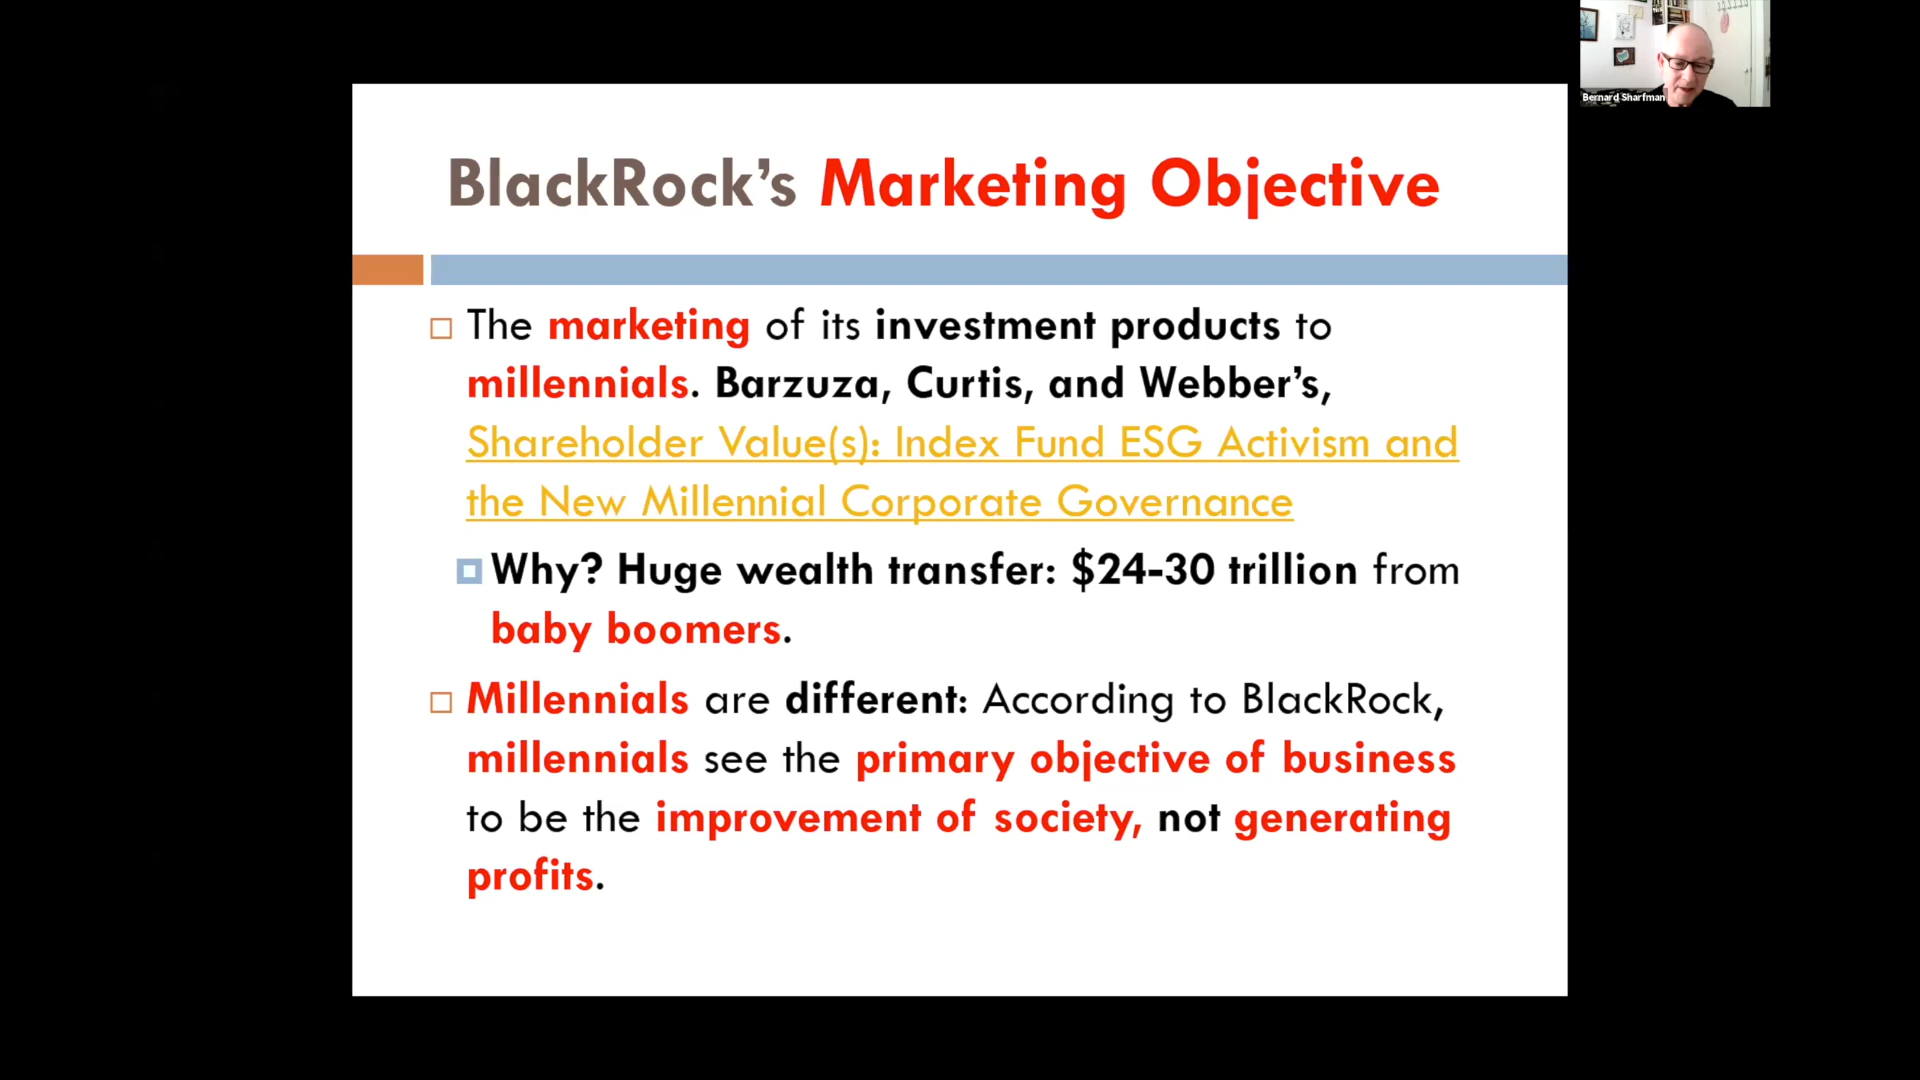 Bernard Sharfman
BlackRock’s Marketing Objective
The marketing of its investment products to
millennials. Barzuza, Curtis, and Webber’s,
Shareholder Value(s): Index Fund ESG Activism and
the New Millennial Corporate Governance
Why? Huge wealth transfer: $24-30 trillion from
baby boomers.
Millennials are different: According to BlackRock,
millennials see the primary objective of business
to be the improvement of society, not generating
profits.